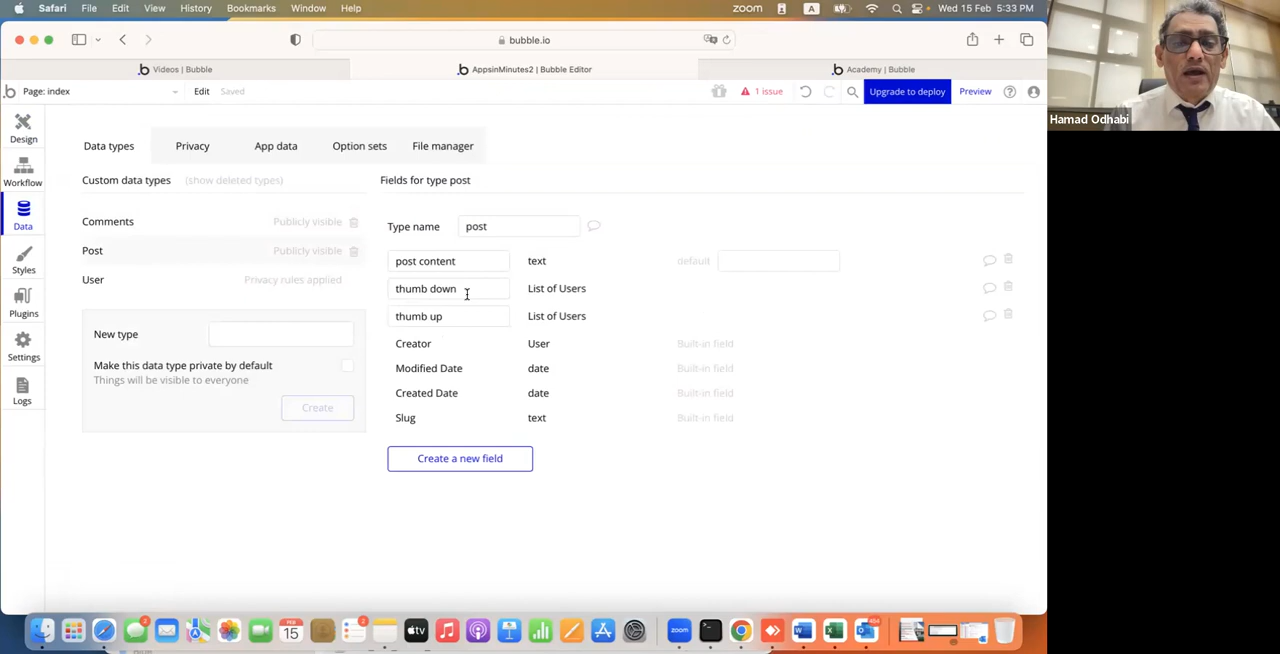 Safari File Edit View History Bookmarks Window Help zoom A Wed 15 Feb 5:33 PM
bubble.io
Videos | Bubble AppsinMinutes2 | Bubble Editor Academy | Bubble
Page: index Edit Saved 1 issue Upgrade to deploy Preview
Hamad Odhabi
Design
Workflow
Data
Styles
Plugins
Settings
Logs
Data types Privacy App data Option sets File manager
Custom data types (show deleted types)
Comments Publicly visible
Post Publicly visible
User Privacy rules applied
New type
Make this data type private by default
Things will be visible to everyone
Create
Fields for type post
Type name post
post content text default
thumb down List of Users
thumb up List of Users
Creator User Built-in field
Modified Date date Built-in field
Created Date date Built-in field
Slug text Built-in field
Create a new field
2 FEB 15 2 tv zoom